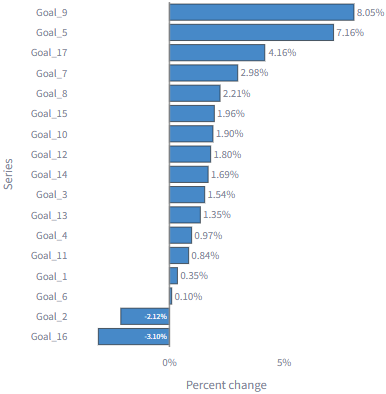 Goal_9 8.05%
Goal_5 7.16%
Goal_17 4.16%
Goal_7 2.98%
Goal_8 2.21%
Goal_15 1.96%
Goal_10 1.90%
Goal_12 1.80%
Goal_14 1.69%
Goal_3 1.54%
Goal_13 1.35%
Goal_4 0.97%
Goal_11 0.84%
Goal_1 0.35%
Goal_6 0.10%
Goal_2 -2.12%
Goal_16 -3.10%
Series
0% 5%
Percent change